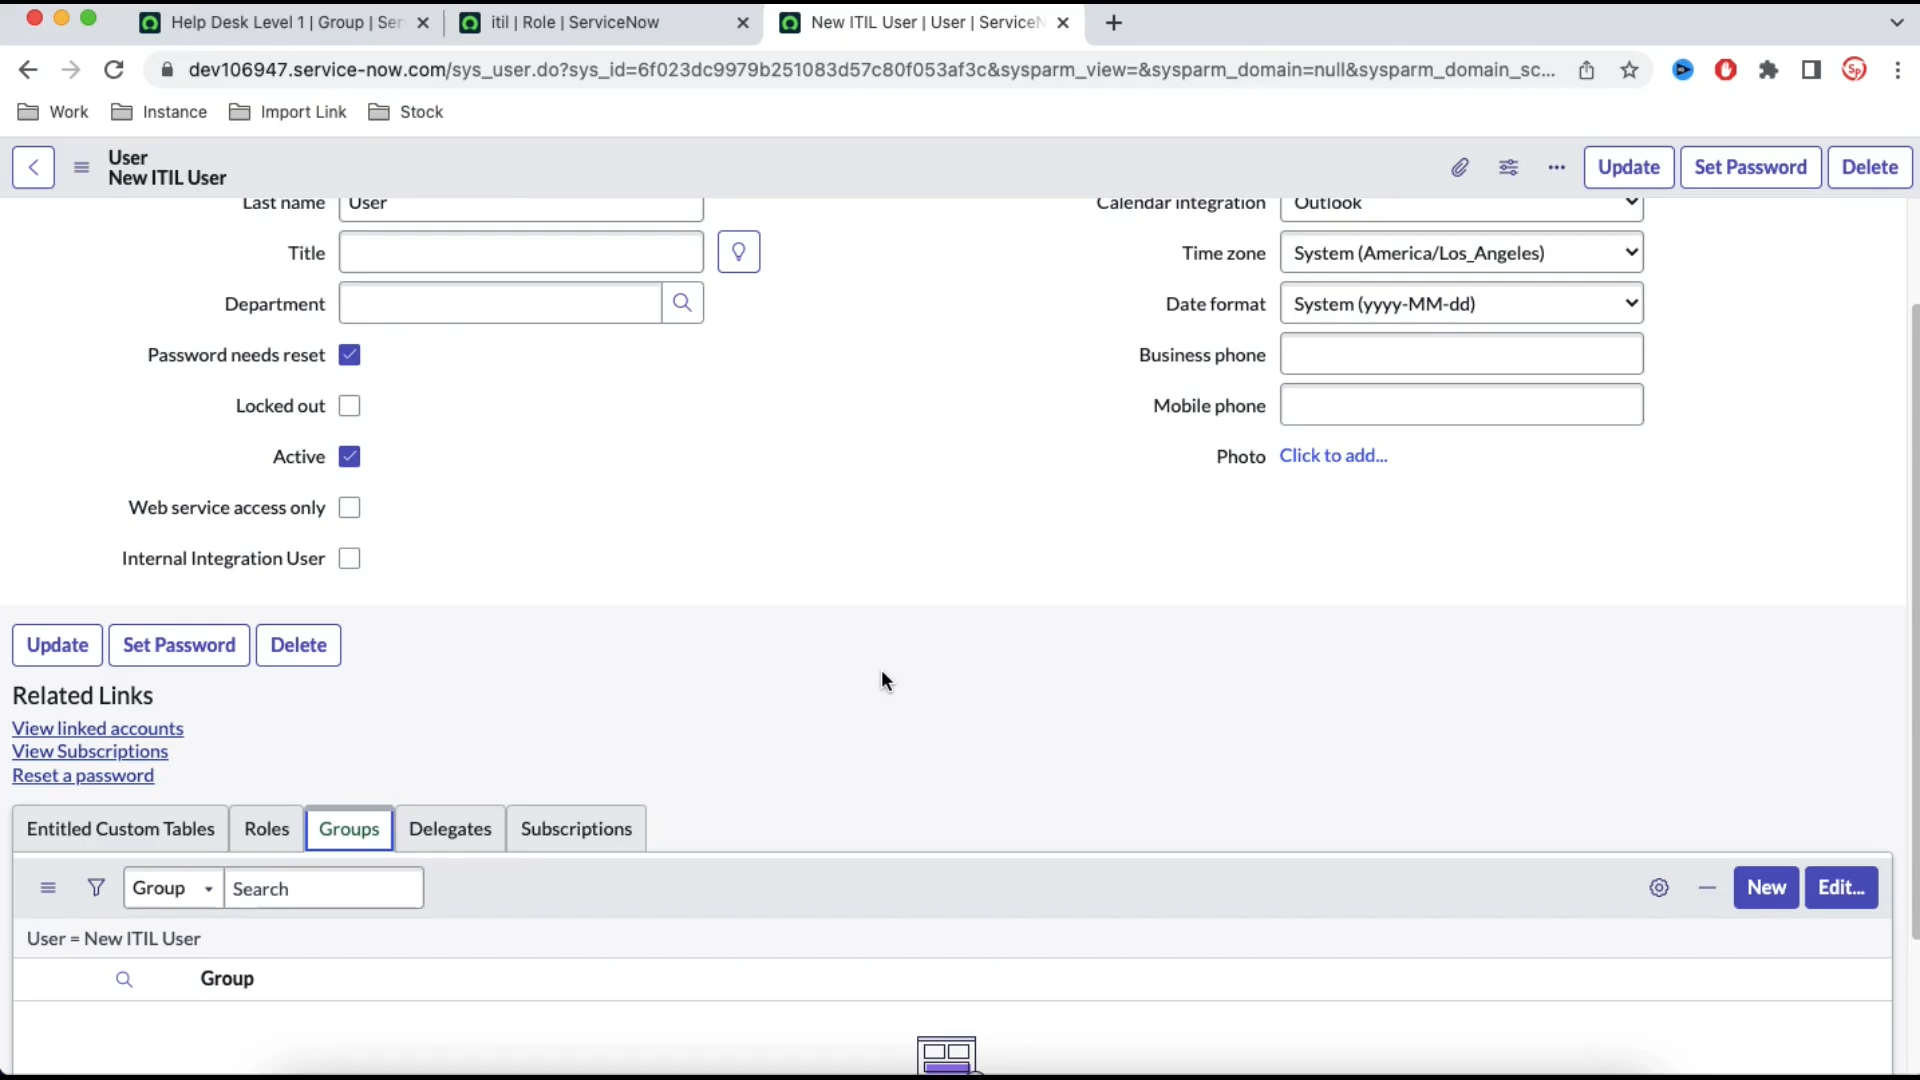 Help Desk Level 1 | Group | Ser
itil | Role | ServiceNow
New ITIL User | User | ServiceN
dev106947.service-now.com/sys_user.do?sys_id=6f023dc9979b251083d57c80f053af3c&sysparm_view=&sysparm_domain=null&sysparm_domain_sc...
Sp
Work
Instance
Import Link
Stock
User
New ITIL User
Update
Set Password
Delete
Last name
User
Calendar integration
Outlook
Title
Time zone
System (America/Los_Angeles)
Department
Date format
System (yyyy-MM-dd)
Password needs reset
Business phone
Locked out
Mobile phone
Active
Photo
Click to add...
Web service access only
Internal Integration User
Update
Set Password
Delete
Related Links
View linked accounts
View Subscriptions
Reset a password
Entitled Custom Tables
Roles
Groups
Delegates
Subscriptions
Group
Search
New
Edit...
User = New ITIL User
Group